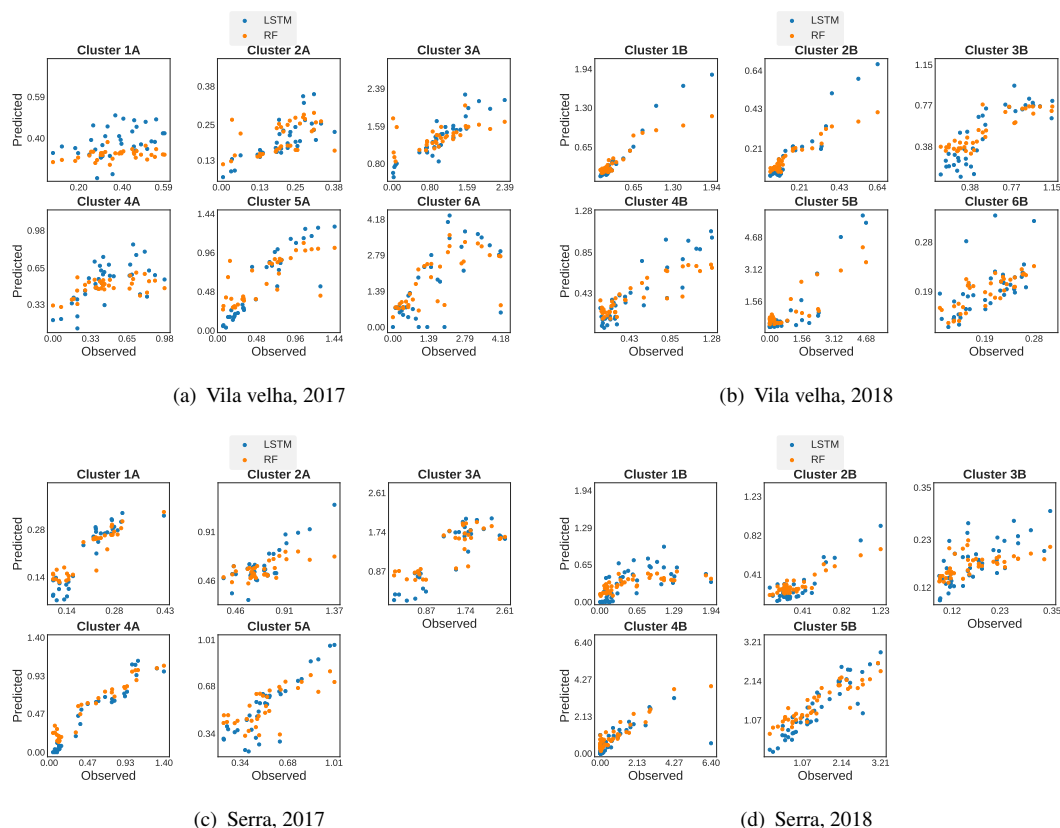 LSTM
RF
Cluster 1A
Cluster 2A
Cluster 3A
Predicted
0.59
0.40
0.20 0.40 0.59
0.38
0.25
0.13
0.00 0.13 0.25 0.38
2.39
1.59
0.80
0.00 0.80 1.59 2.39
Cluster 4A
Cluster 5A
Cluster 6A
Predicted
0.98
0.65
0.33
0.00 0.33 0.65 0.98
Observed
1.44
0.96
0.48
0.00
0.00 0.48 0.96 1.44
Observed
4.18
2.79
1.39
0.00
0.00 1.39 2.79 4.18
Observed
(a) Vila velha, 2017
LSTM
RF
Cluster 1B
Cluster 2B
Cluster 3B
Predicted
1.94
1.30
0.65
0.65 1.30 1.94
0.64
0.43
0.21
0.21 0.43 0.64
1.15
0.77
0.38
0.38 0.77 1.15
Cluster 4B
Cluster 5B
Cluster 6B
Predicted
1.28
0.85
0.43
0.43 0.85 1.28
Observed
4.68
3.12
1.56
0.00 1.56 3.12 4.68
Observed
0.28
0.19
0.19 0.28
Observed
(b) Vila velha, 2018
LSTM
RF
Cluster 1A
Cluster 2A
Cluster 3A
Predicted
0.28
0.14
0.14 0.28 0.43
0.91
0.46
0.46 0.91 1.37
2.61
1.74
0.87
0.87 1.74 2.61
Observed
Cluster 4A
Cluster 5A
Predicted
1.40
0.93
0.47
0.00
0.00 0.47 0.93 1.40
Observed
1.01
0.68
0.34
0.34 0.68 1.01
Observed
(c) Serra, 2017
LSTM
RF
Cluster 1B
Cluster 2B
Cluster 3B
Predicted
1.94
1.29
0.65
0.00
0.00 0.65 1.29 1.94
1.23
0.82
0.41
0.41 0.82 1.23
0.35
0.23
0.12
0.12 0.23 0.35
Observed
Cluster 4B
Cluster 5B
Predicted
6.40
4.27
2.13
0.00
0.00 2.13 4.27 6.40
Observed
3.21
2.14
1.07
1.07 2.14 3.21
Observed
(d) Serra, 2018